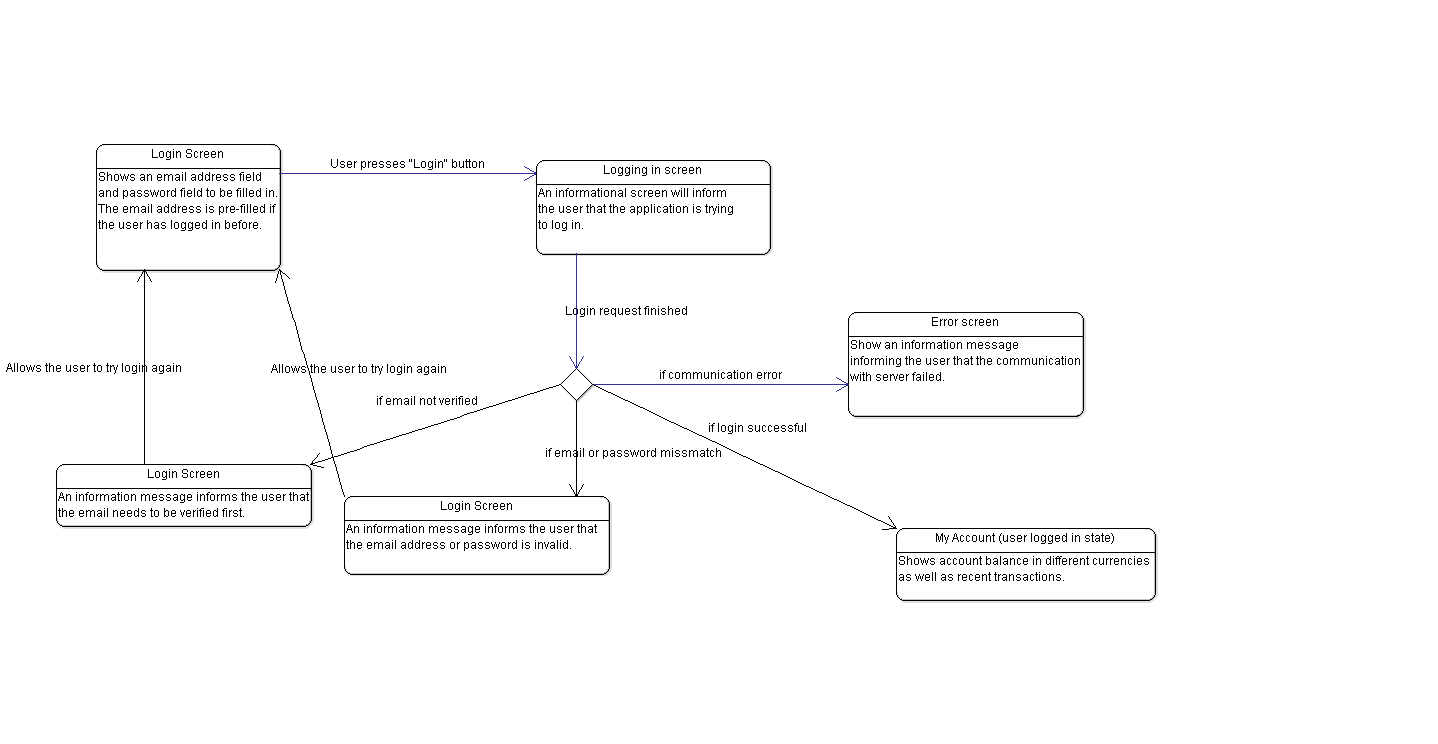 Login Screen
Shows an email address field
and password field to be filled in.
The email address is pre-filled if
the user has logged in before.
User presses "Login" button
Logging in screen
An informational screen will inform
the user that the application is trying
to log in.
Login request finished
Error screen
Show an information message
informing the user that the communication
with server failed.
Allows the user to try login again
Allows the user to try login again
if communication error
if email not verified
if login successful
if email or password missmatch
Login Screen
An information message informs the user that
the email needs to be verified first.
Login Screen
An information message informs the user that
the email address or password is invalid.
My Account (user logged in state)
Shows account balance in different currencies
as well as recent transactions.